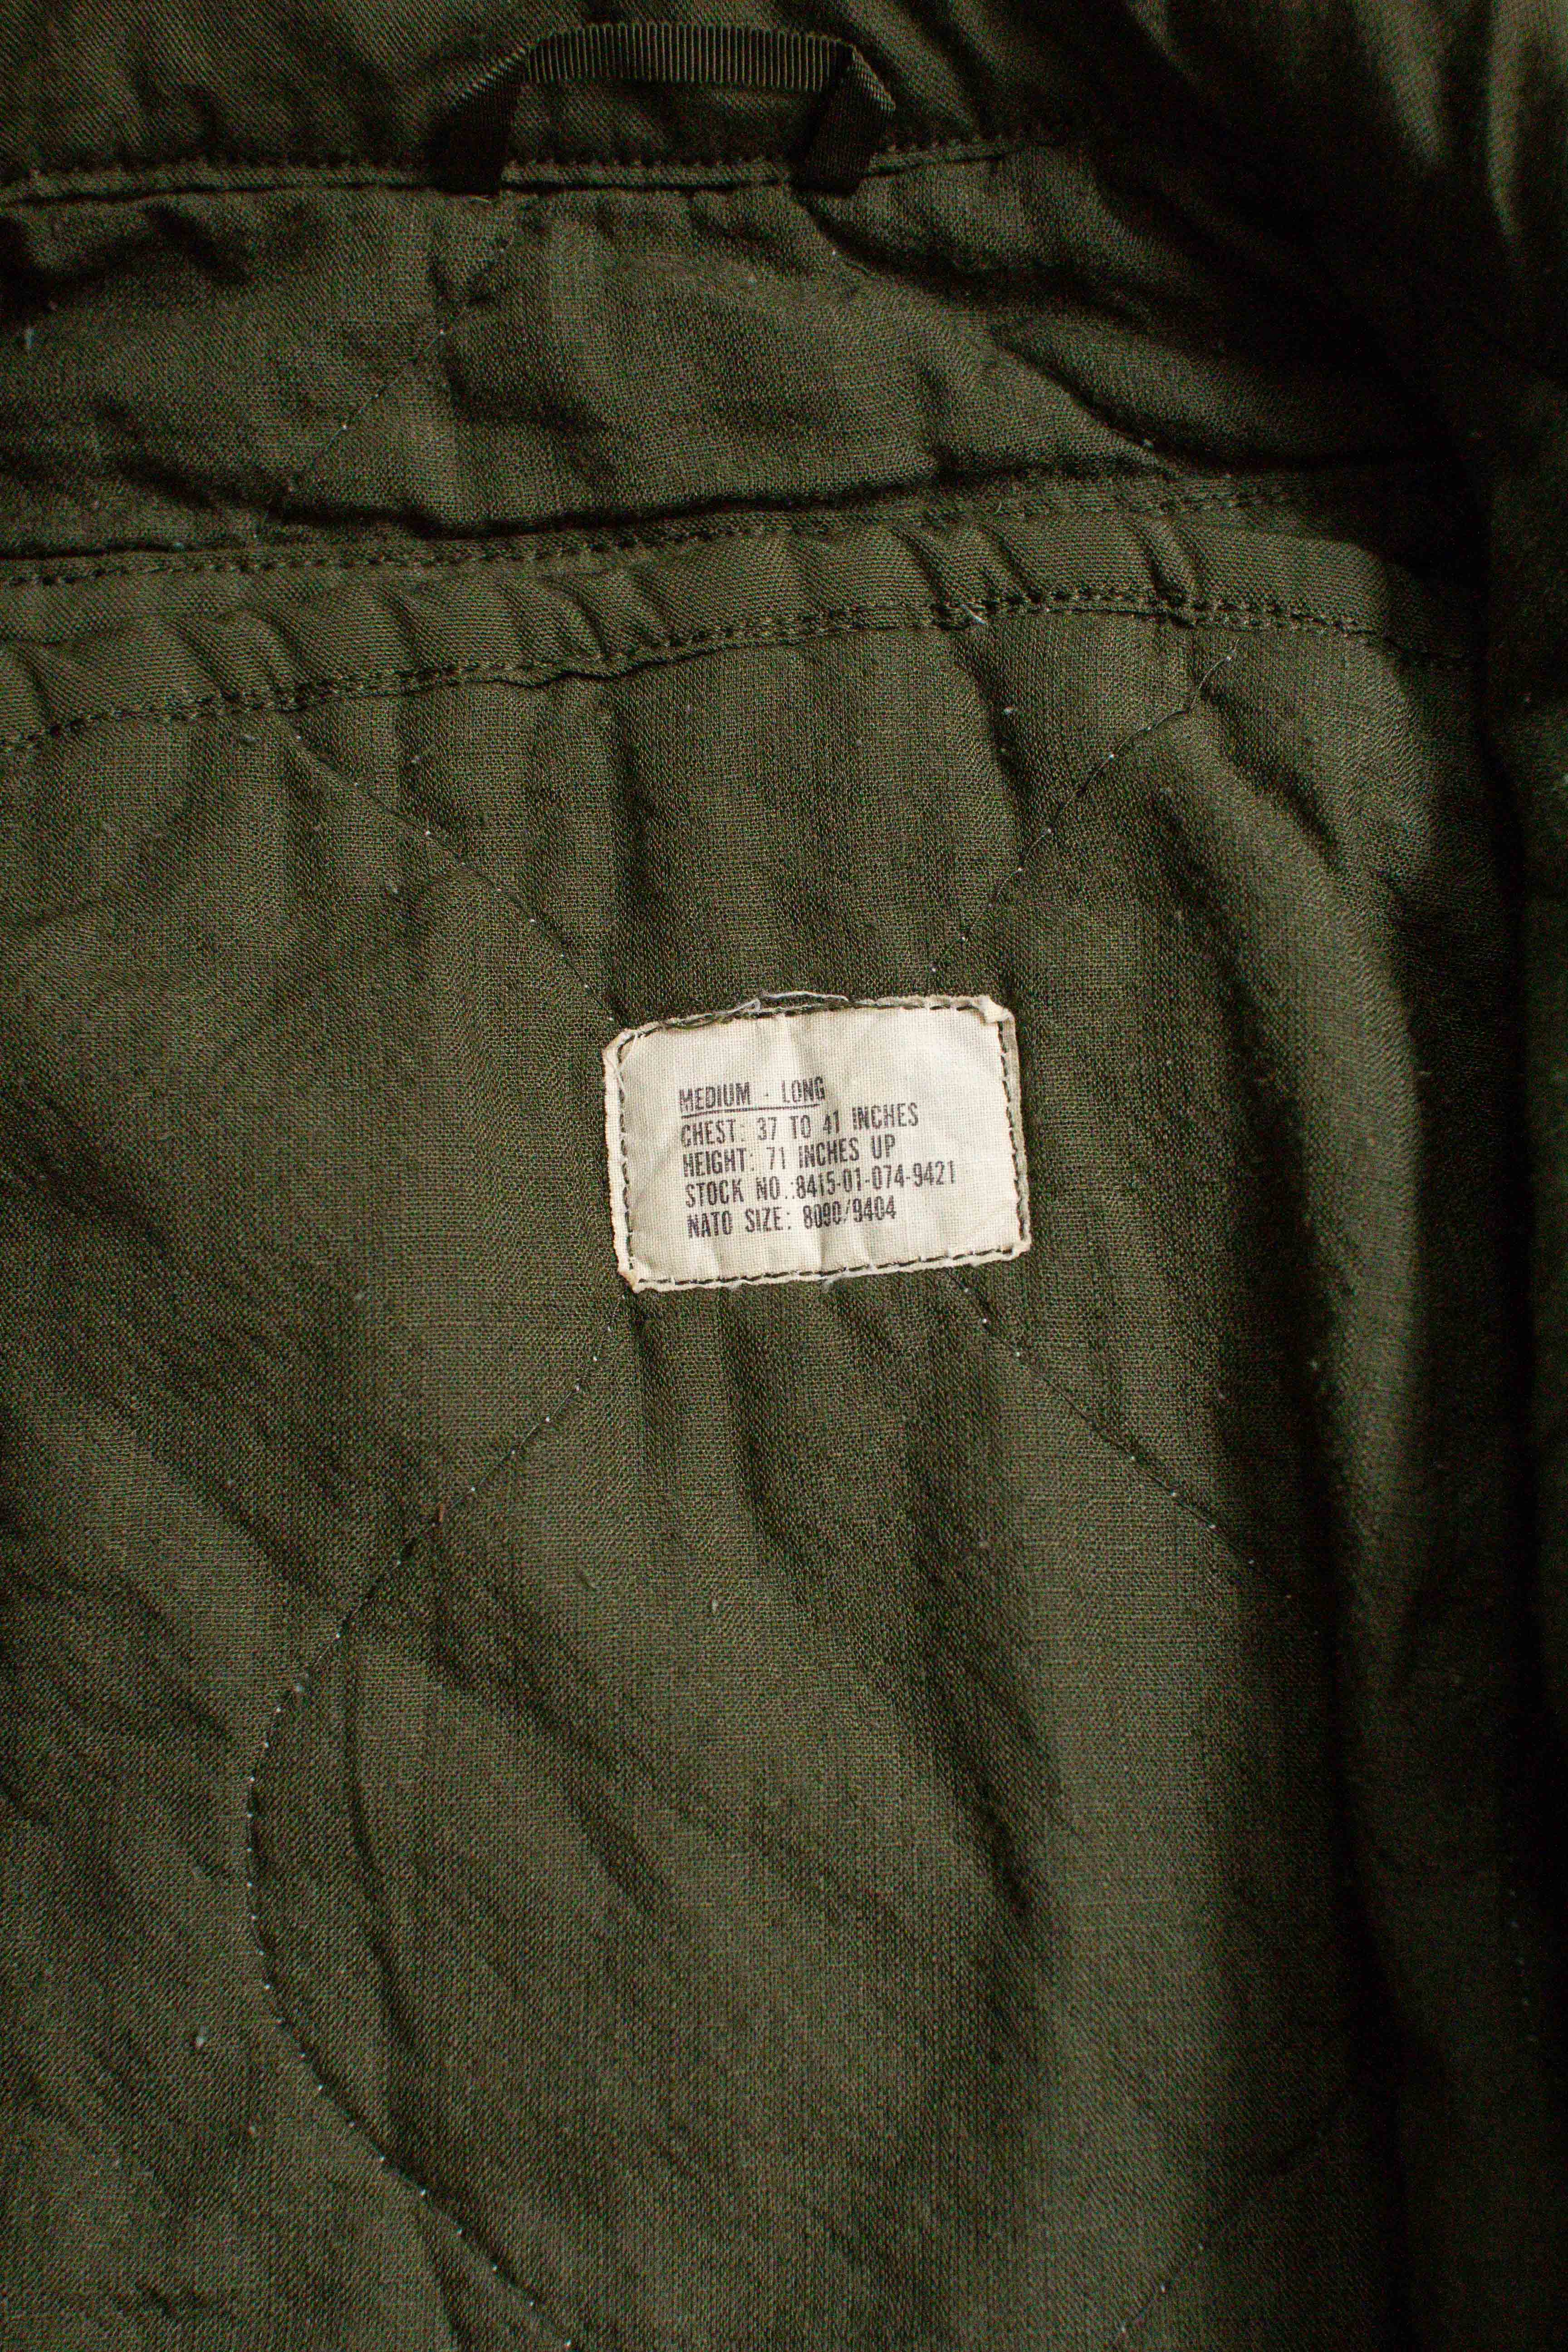 MEDIUM - LONG
CHEST: 37 TO 41 INCHES
HEIGHT: 71 INCHES UP
STOCK NO.:8415-01-074-9421
NATO SIZE: 8090/9404